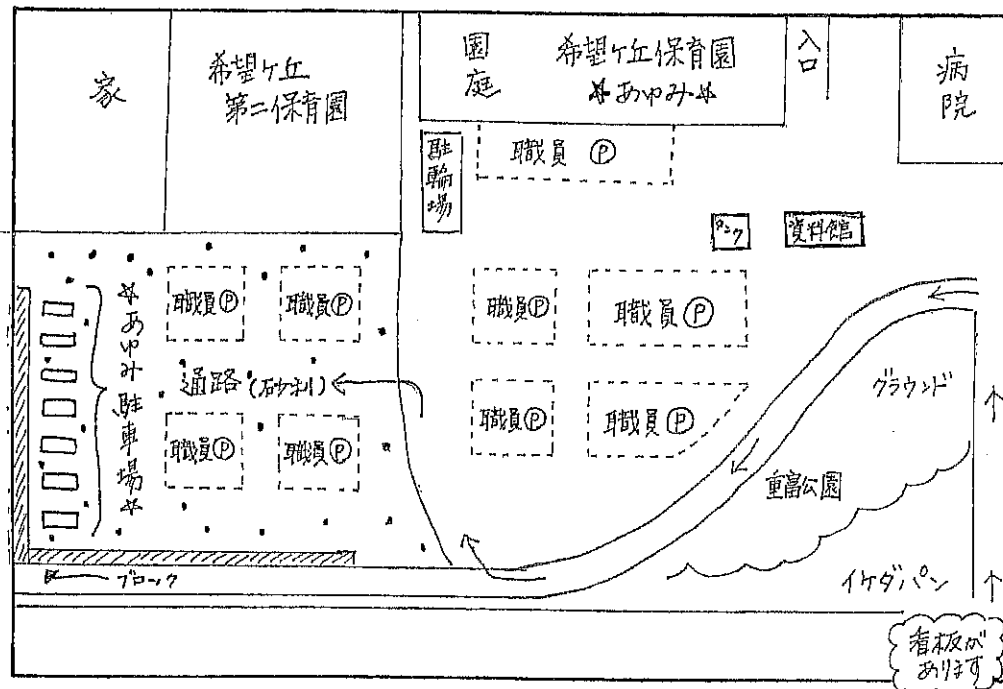 家
希望ヶ丘
第二保育園
園庭
希望ヶ丘保育園
☆あゆみ☆
入口
病院
駐輪場
職員Ⓟ
タンク
資料館
職員Ⓟ
職員Ⓟ
職員Ⓟ
職員Ⓟ
☆あゆみ駐車場☆
通路(砂利)
グラウンド
職員Ⓟ
職員Ⓟ
職員Ⓟ
職員Ⓟ
重富公園
ブロック
イケダパン
看板が
あります